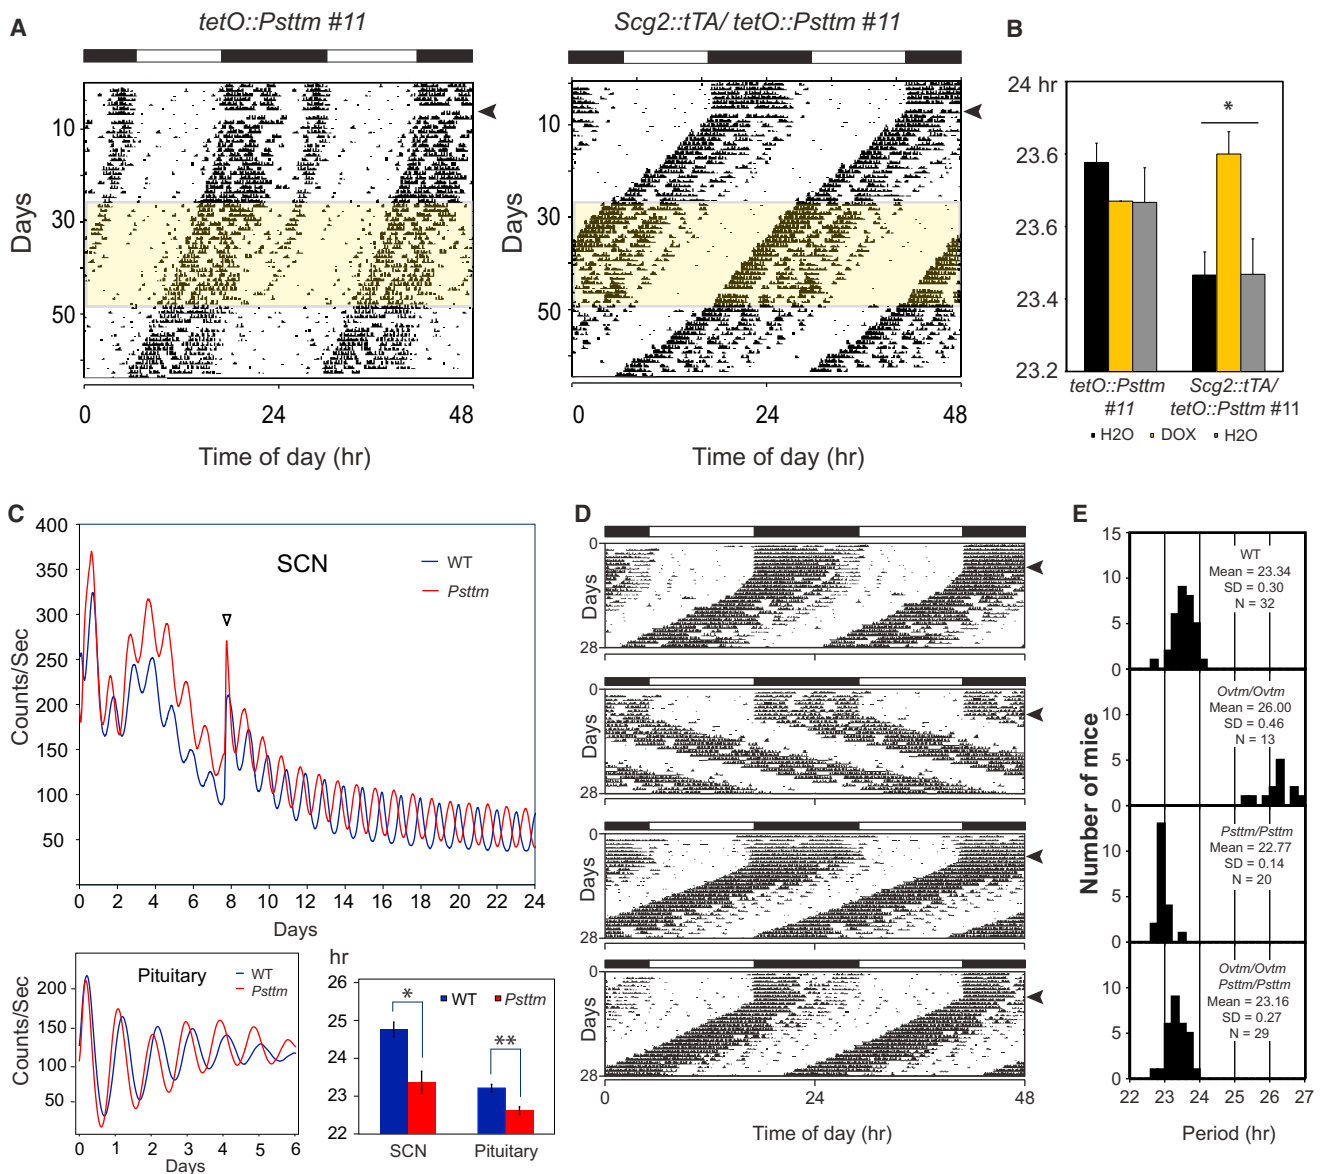 A
tetO::Psttm #11
Scg2::tTA/ tetO::Psttm #11
Days
10
30
50
0
24
48
Time of day (hr)
Days
10
30
50
0
24
48
Time of day (hr)
B
24 hr
23.6
23.6
23.4
23.2
*
tetO::Psttm
#11
Scg2::tTA/
tetO::Psttm #11
H2O DOX H2O
C
SCN
WT
Psttm
Counts/Sec
400
350
300
250
200
150
100
50
0 2 4 6 8 10 12 14 16 18 20 22 24
Days
Pituitary
WT
Psttm
Counts/Sec
200
150
100
50
0 1 2 3 4 5 6
Days
hr
26
25
24
23
22
WT Psttm
*
**
SCN
Pituitary
D
0
Days
28
0
Days
28
0
Days
28
0
Days
28
0
24
48
Time of day (hr)
E
Number of mice
15
10
5
0
WT
Mean = 23.34
SD = 0.30
N = 32
10
5
0
Ovtm/Ovtm
Mean = 26.00
SD = 0.46
N = 13
10
5
0
Psttm/Psttm
Mean = 22.77
SD = 0.14
N = 20
10
5
0
Ovtm/Ovtm
Psttm/Psttm
Mean = 23.16
SD = 0.27
N = 29
22 23 24 25 26 27
Period (hr)